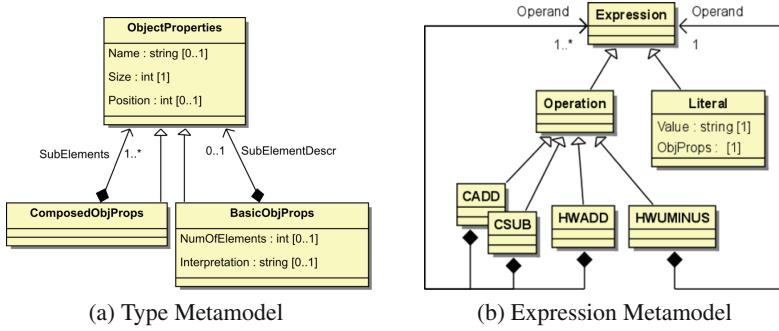 ObjectProperties
Name : string [0..1]
Size : int [1]
Position : int [0..1]
SubElements
1..*
0..1
SubElementDescr
ComposedObjProps
BasicObjProps
NumOfElements : int [0..1]
Interpretation : string [0..1]
(a) Type Metamodel
Operand
Expression
Operand
1..*
1
Operation
Literal
Value : string [1]
ObjProps : [1]
CADD
CSUB
HWADD
HWUMINUS
(b) Expression Metamodel